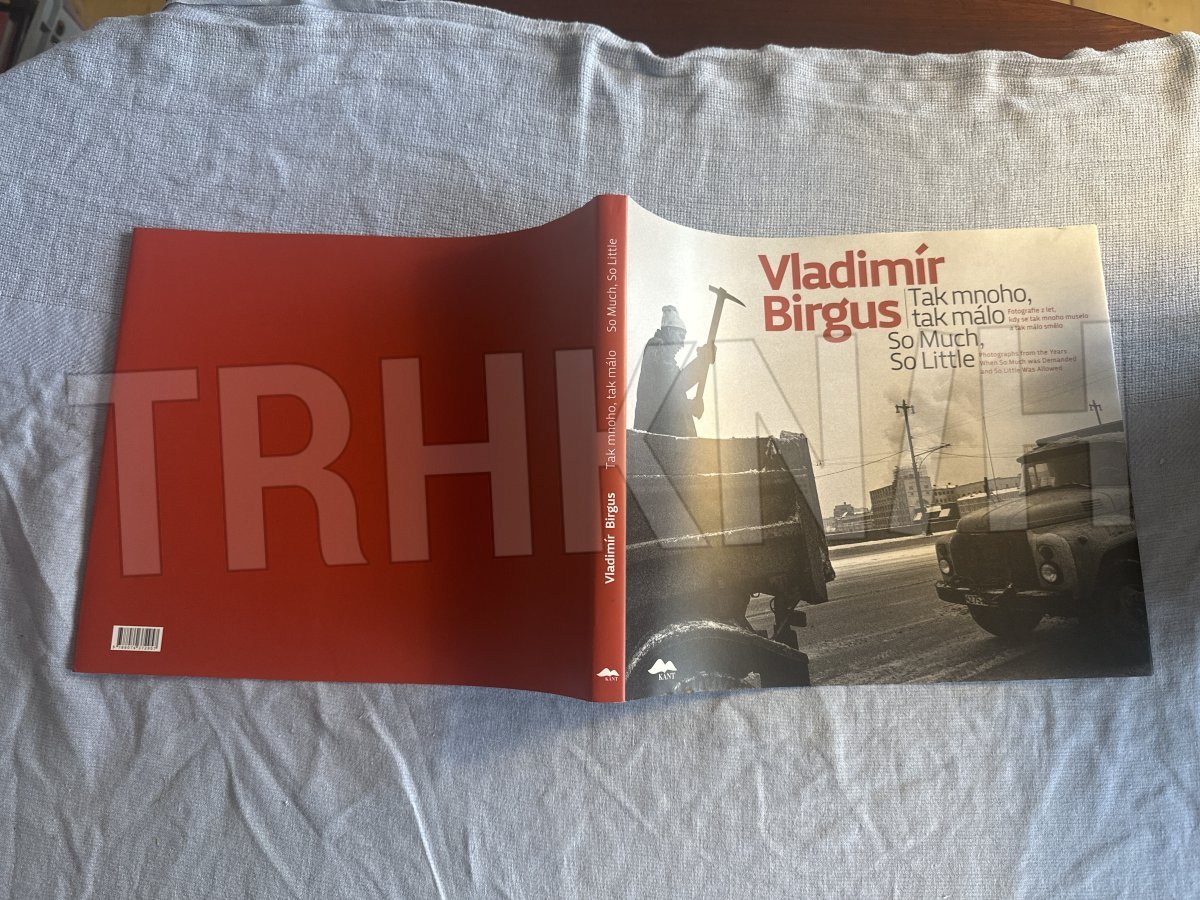 Vladimír
Birgus
Tak mnoho,
tak málo
So Much,
So Little
Fotografie z let,
kdy se tak mnoho muselo
a tak málo smělo
Photographs from the Years
When So Much was Demanded
and So Little Was Allowed
KANT
Vladimír Birgus Tak mnoho, tak málo So Much, So Little
KANT
TRHKNIH